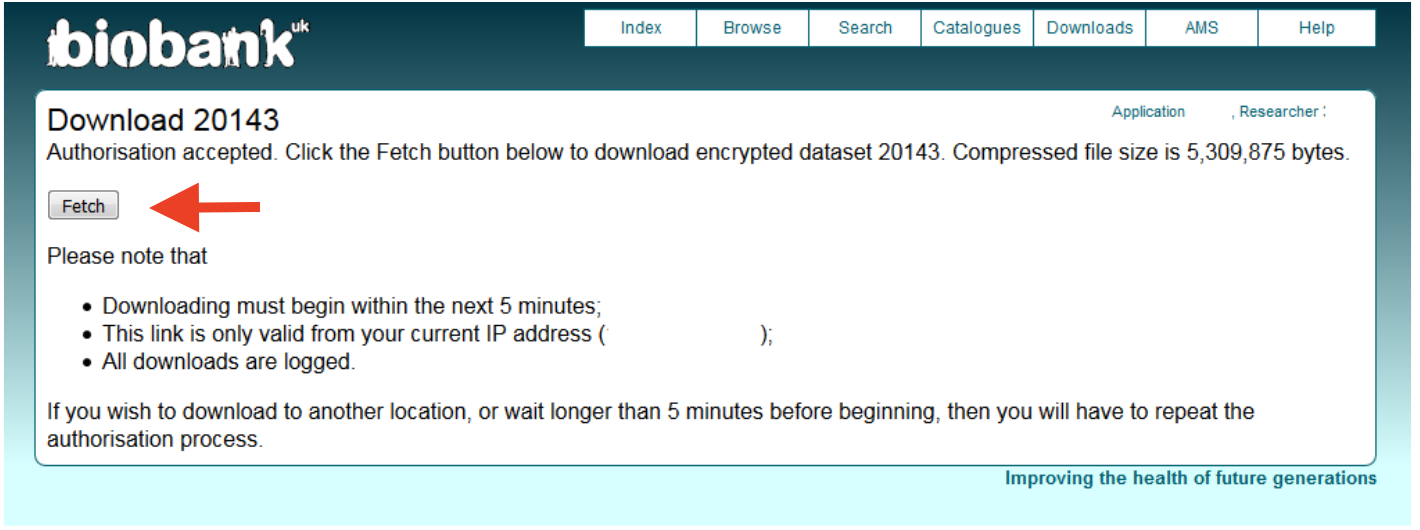 biobank uk
Index Browse Search Catalogues Downloads AMS Help
Download 20143
Application , Researcher
Authorisation accepted. Click the Fetch button below to download encrypted dataset 20143. Compressed file size is 5,309,875 bytes.
Fetch
Please note that
• Downloading must begin within the next 5 minutes;
• This link is only valid from your current IP address ( );
• All downloads are logged.
If you wish to download to another location, or wait longer than 5 minutes before beginning, then you will have to repeat the
authorisation process.
Improving the health of future generations